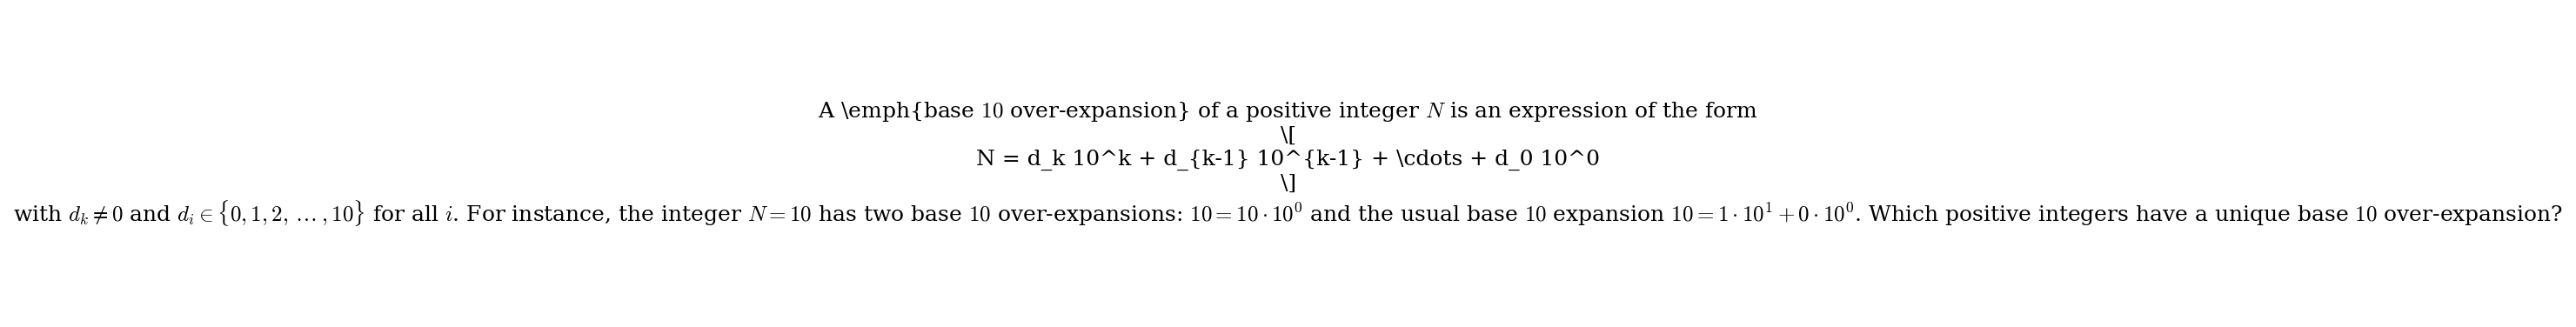 A \emph{base 10 over-expansion} of a positive integer N is an expression of the form
\[
N = d_k 10^k + d_{k-1} 10^{k-1} + \cdots + d_0 10^0
\]
with $d_k \neq 0$ and $d_i \in \{0, 1, 2, \ldots, 10\}$ for all $i$. For instance, the integer $N = 10$ has two base $10$ over-expansions: $10 = 10 \cdot 10^0$ and the usual base $10$ expansion $10 = 1 \cdot 10^1 + 0 \cdot 10^0$. Which positive integers have a unique base $10$ over-expansion?